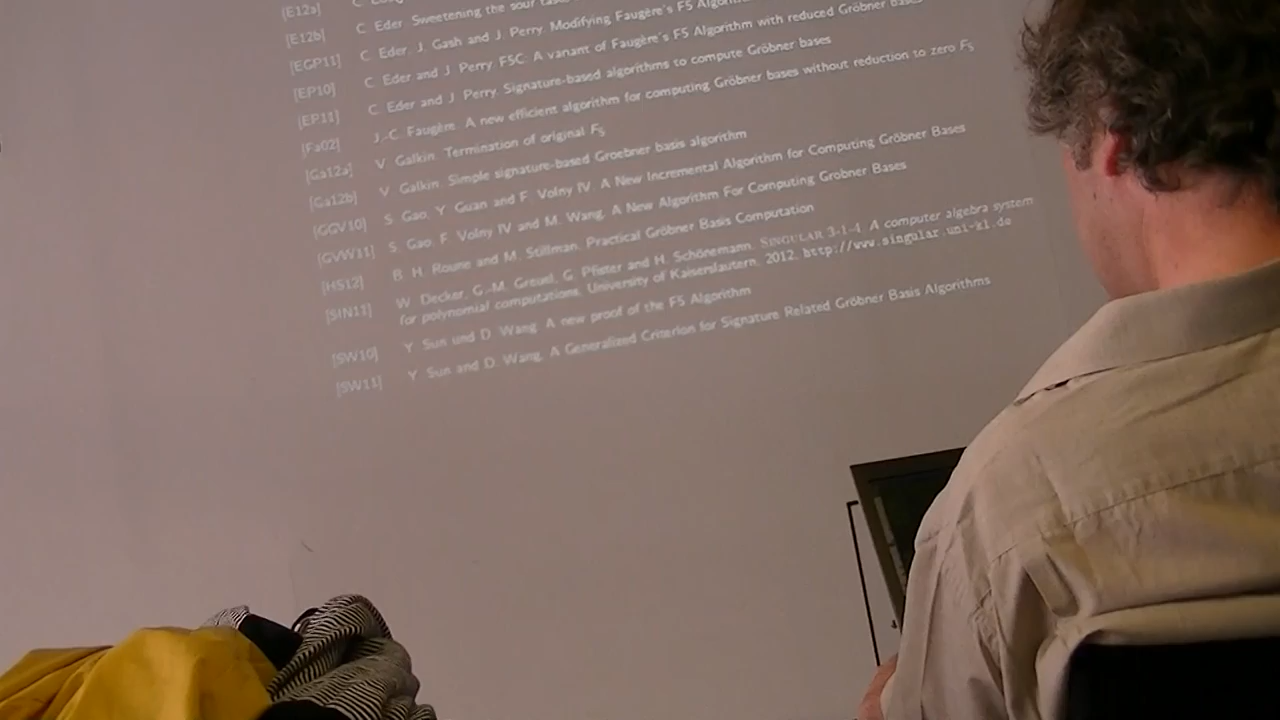 [E12a] C.
[E12b] C. Eder. Sweetening the sour
[EGP11] C. Eder, J. Gash and J. Perry. Modifying Faugère's F5
[EP10] C. Eder and J. Perry. F5C: A variant of Faugère's F5 Algorithm with reduced Gröbner
[EP11] C. Eder and J. Perry. Signature-based algorithms to compute Gröbner bases
[Fa02] J.-C. Faugère. A new efficient algorithm for computing Gröbner bases without reduction to zero F5
[Ga12a] V. Galkin. Termination of original F5
[Ga12b] V. Galkin. Simple signature-based Groebner basis algorithm
[GGV10] S. Gao, Y. Guan and F. Volny IV. A New Incremental Algorithm for Computing Gröbner Bases
[GVW11] S. Gao, F. Volny IV and M. Wang. A New Algorithm For Computing Gröbner Bases
[HS12] B. H. Roune and M. Stillman. Practical Gröbner Basis Computation
[SIN11] W. Decker, G.-M. Greuel, G. Pfister and H. Schönemann. SINGULAR 3-1-4. A computer algebra system
for polynomial computations, University of Kaiserslautern, 2012, http://www.singular.uni-kl.de
[SW10] Y. Sun und D. Wang. A new proof of the F5 Algorithm
[SW11] Y. Sun and D. Wang. A Generalized Criterion for Signature Related Gröbner Basis Algorithms